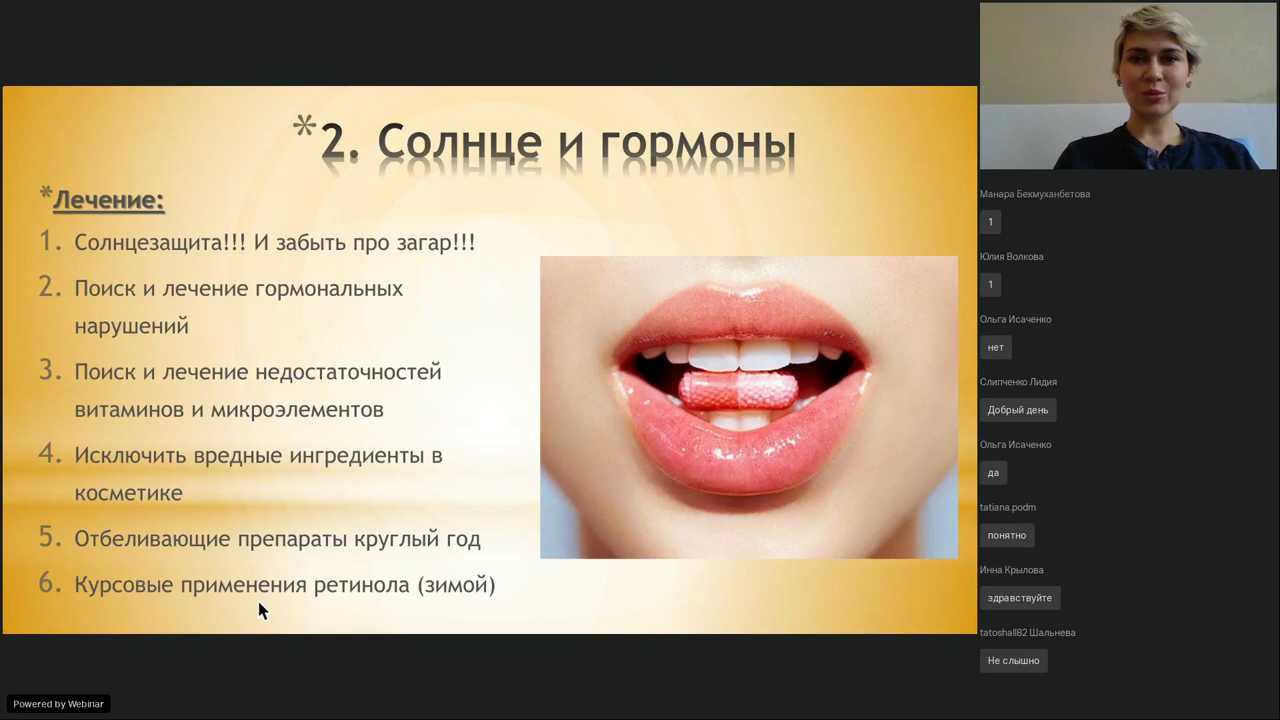 *2. Солнце и гормоны
*Лечение:
1. Солнцезащита!!! И забыть про загар!!!
2. Поиск и лечение гормональных
нарушений
3. Поиск и лечение недостаточностей
витаминов и микроэлементов
4. Исключить вредные ингредиенты в
косметике
5. Отбеливающие препараты круглый год
6. Курсовые применения ретинола (зимой)
Манара Бекмуханбетова
1
Юлия Волкова
1
Ольга Исаченко
нет
Слипченко Лидия
Добрый день
Ольга Исаченко
да
tatiana.podm
понятно
Инна Крылова
здравствуйте
tatoshall82 Шальнева
Не слышно
Powered by Webinar